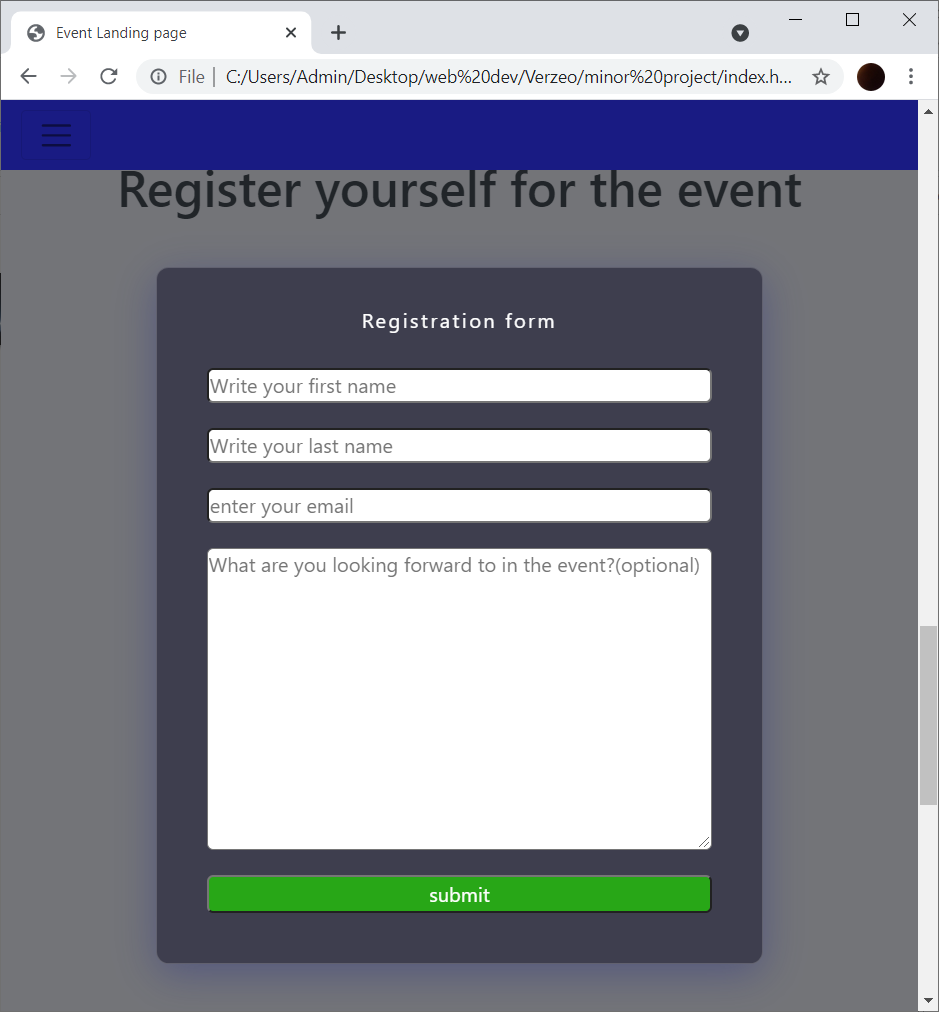 Event Landing page
File | C:/Users/Admin/Desktop/web%20dev/Verzeo/minor%20project/index.h...
Register yourself for the event
Registration form
Write your first name
Write your last name
enter your email
What are you looking forward to in the event?(optional)
submit